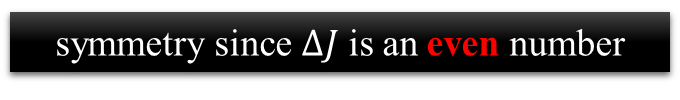 symmetry since Δ𝐽 is an even number